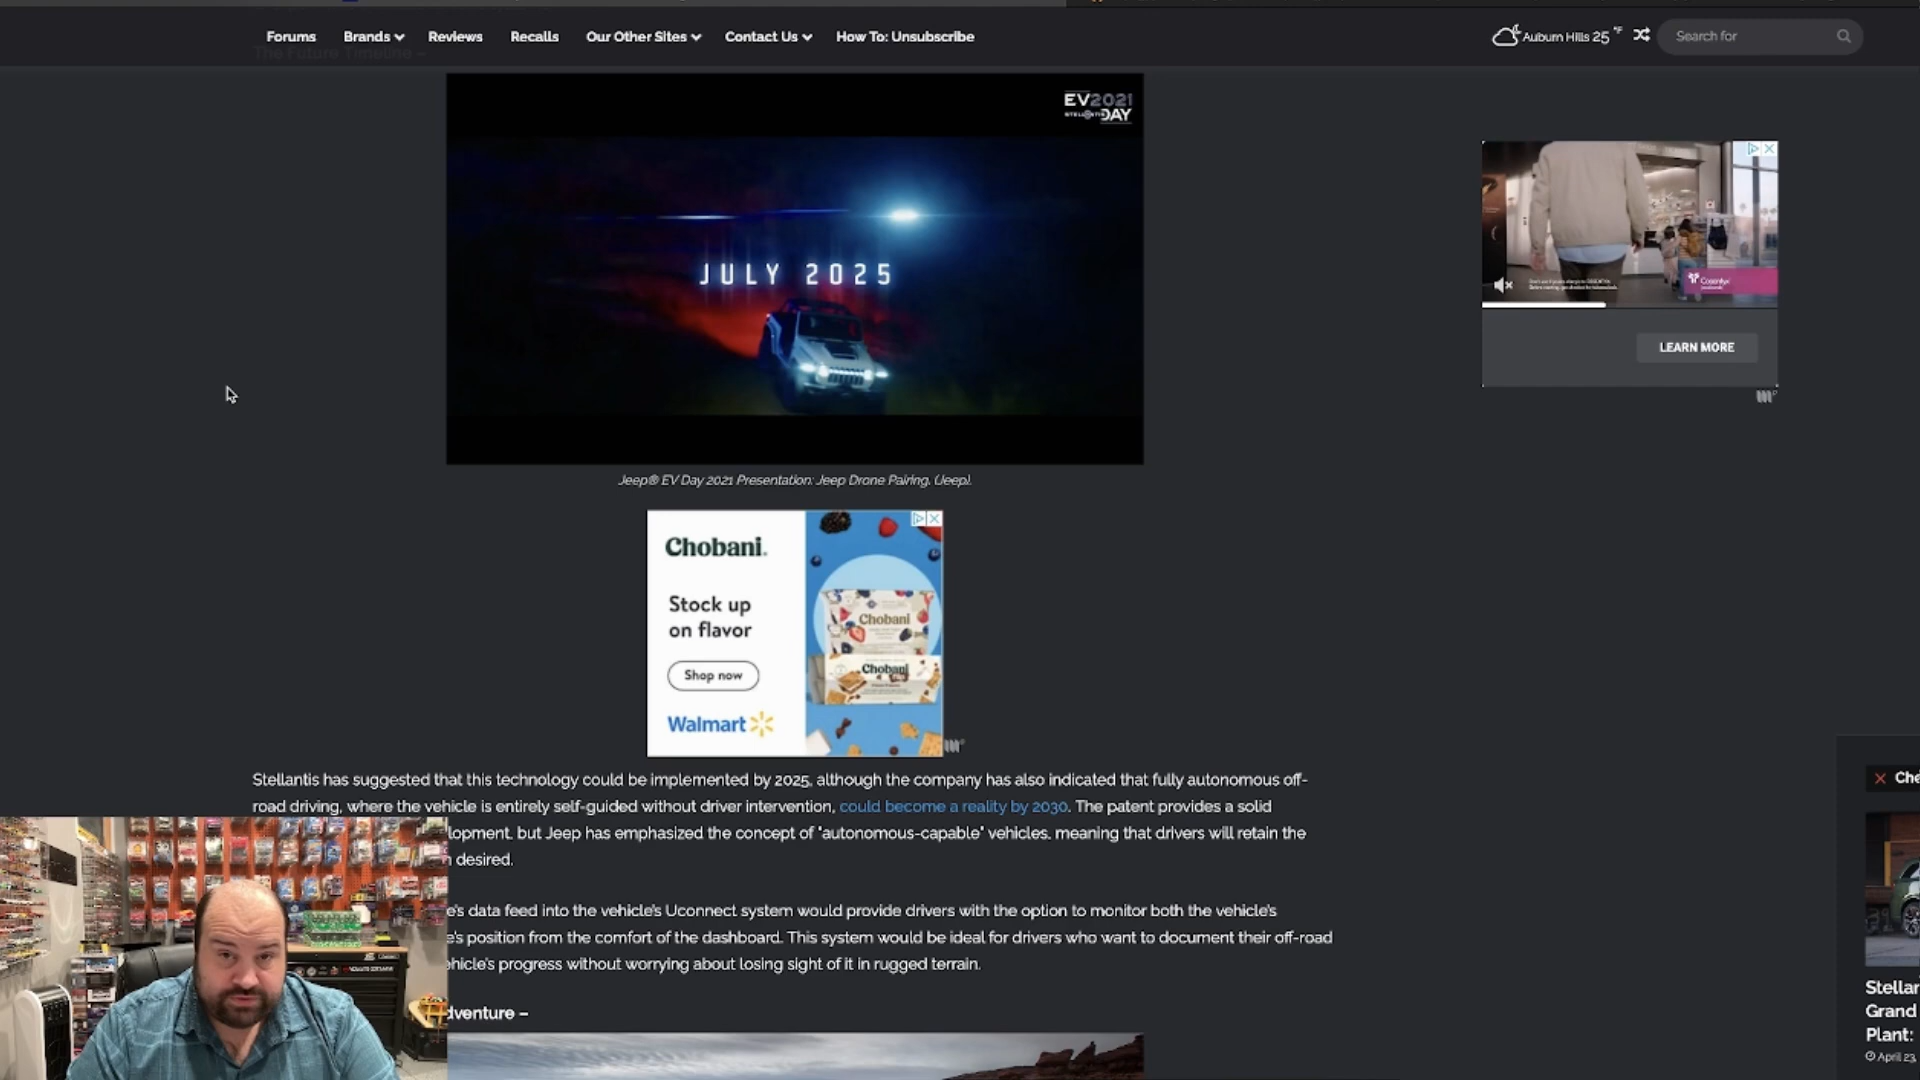 Forums Brands Reviews Recalls Our Other Sites Contact Us How To: Unsubscribe
Auburn Hills 25 °F
Search for
The Future Timeline –
EV2021
STELLANTIS DAY
JULY 2025
Jeep® EV Day 2021 Presentation: Jeep Drone Pairing. (Jeep).
Cosentyx
LEARN MORE
Chobani.
Stock up
on flavor
Shop now
Walmart
Chobani
Chobani
Stellantis has suggested that this technology could be implemented by 2025, although the company has also indicated that fully autonomous off-
road driving, where the vehicle is entirely self-guided without driver intervention, could become a reality by 2030. The patent provides a solid
lopment, but Jeep has emphasized the concept of "autonomous-capable" vehicles, meaning that drivers will retain the
n desired.
e's data feed into the vehicle's Uconnect system would provide drivers with the option to monitor both the vehicle's
e's position from the comfort of the dashboard. This system would be ideal for drivers who want to document their off-road
ehicle's progress without worrying about losing sight of it in rugged terrain.
dventure –
Che
Stellar
Grand
Plant:
April 23,